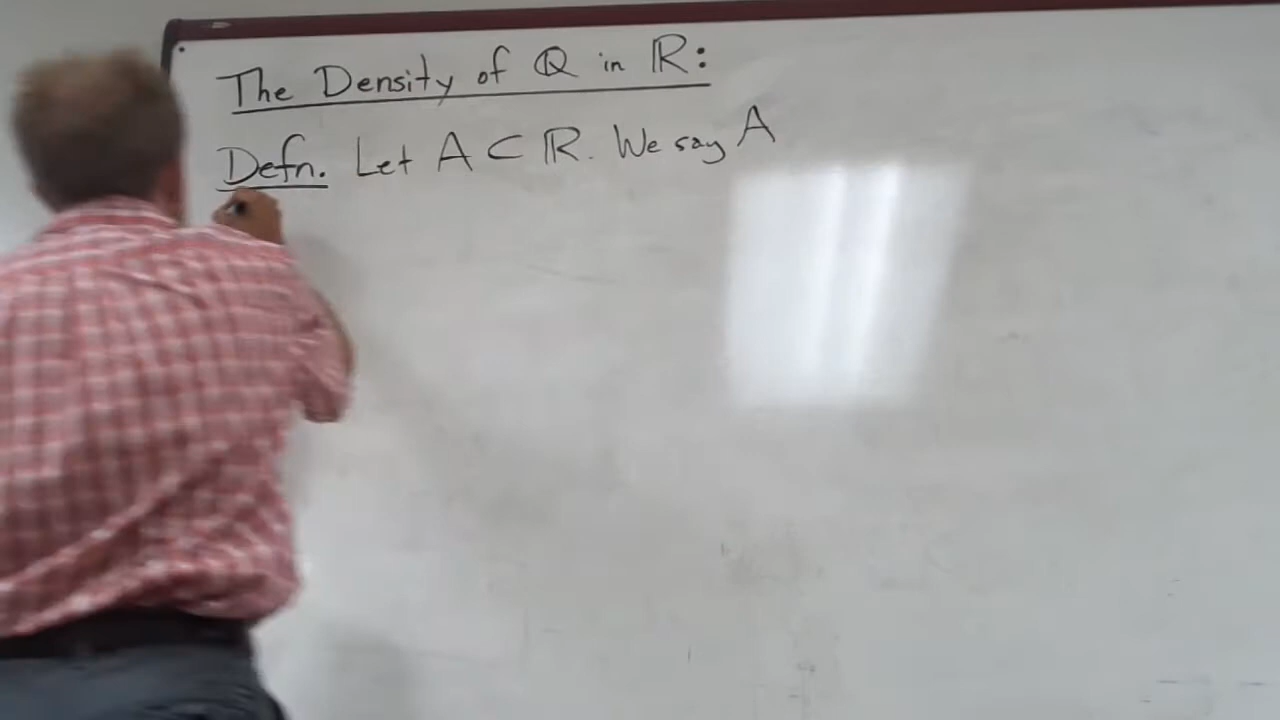 The Density of ℚ in ℝ:
Defn. Let A ⊂ ℝ. We say A